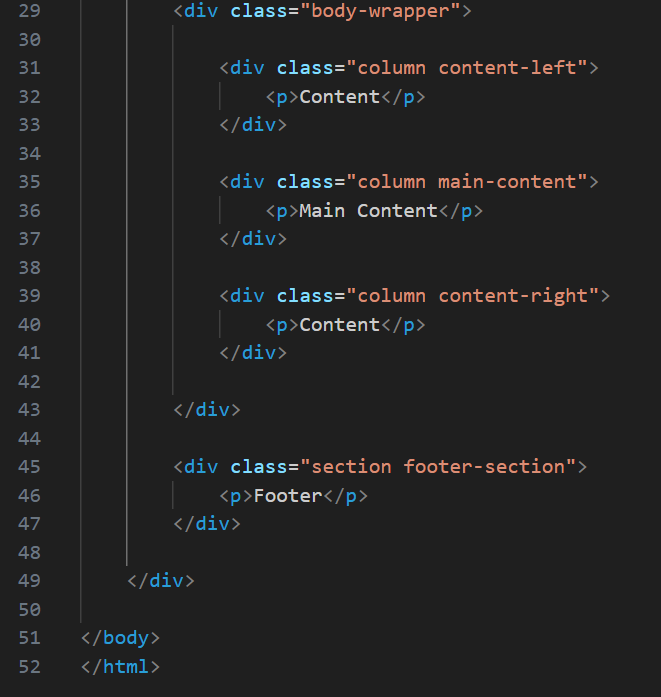 29 <div class="body-wrapper">
30
31 <div class="column content-left">
32 <p>Content</p>
33 </div>
34
35 <div class="column main-content">
36 <p>Main Content</p>
37 </div>
38
39 <div class="column content-right">
40 <p>Content</p>
41 </div>
42
43 </div>
44
45 <div class="section footer-section">
46 <p>Footer</p>
47 </div>
48
49 </div>
50
51 </body>
52 </html>